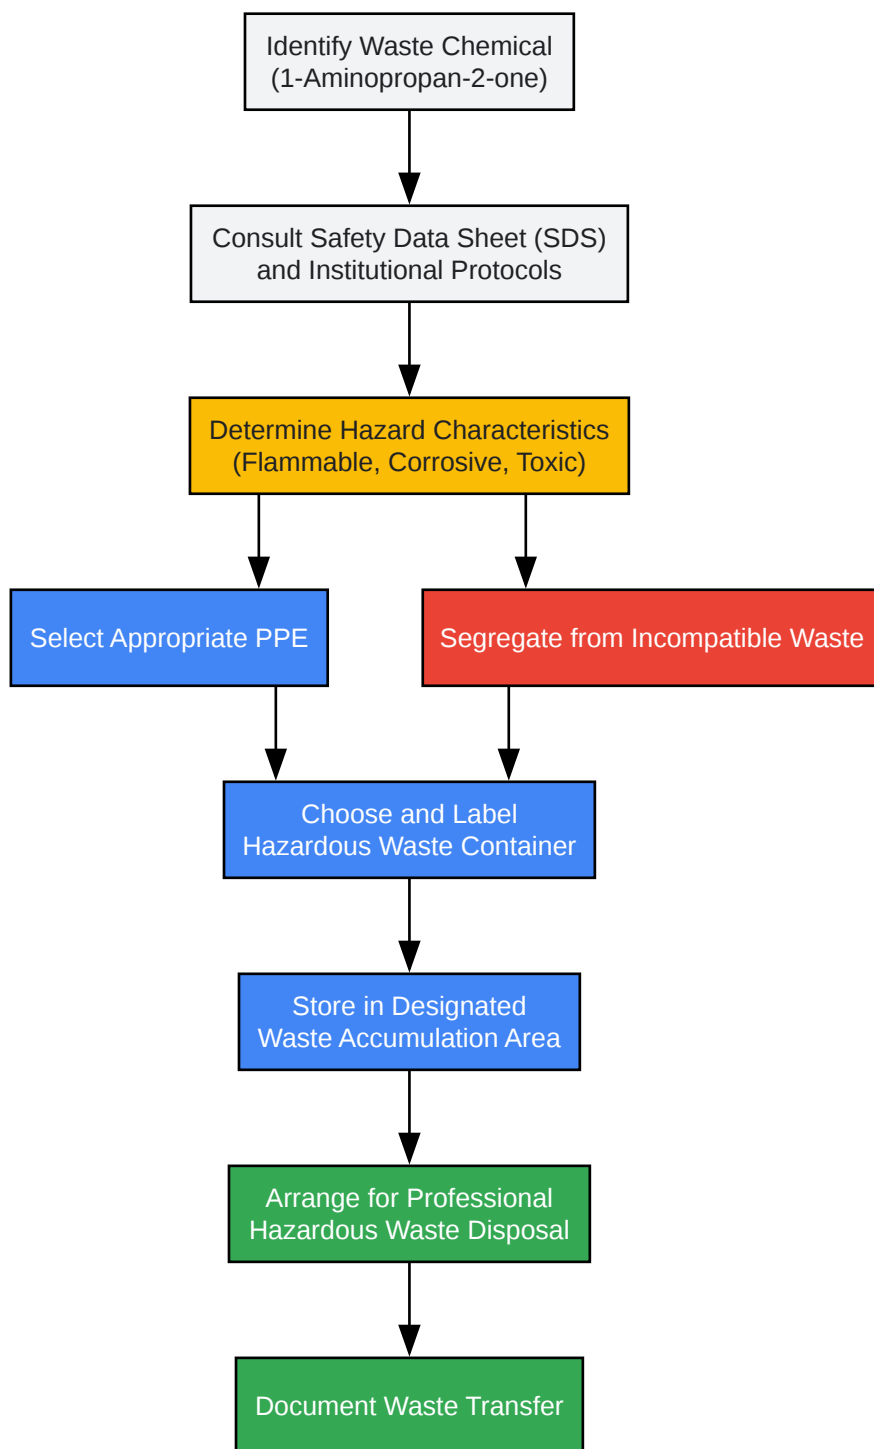 Identify Waste Chemical
(1-Aminopropan-2-one)
Consult Safety Data Sheet (SDS)
and Institutional Protocols
Determine Hazard Characteristics
(Flammable, Corrosive, Toxic)
Select Appropriate PPE
Segregate from Incompatible Waste
Choose and Label
Hazardous Waste Container
Store in Designated
Waste Accumulation Area
Arrange for Professional
Hazardous Waste Disposal
Document Waste Transfer